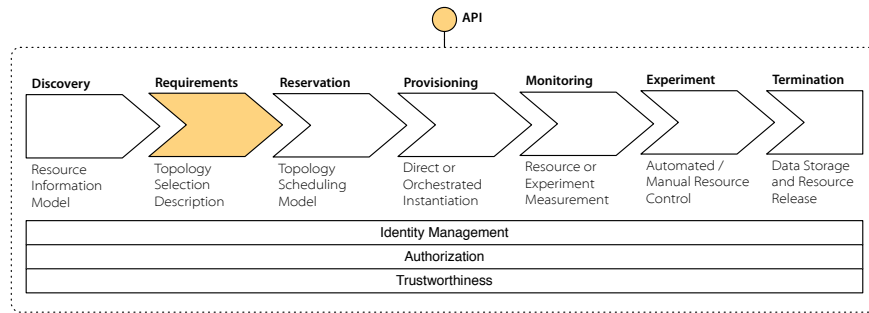 API
Discovery
Requirements
Reservation
Provisioning
Monitoring
Experiment
Termination
Resource
Information
Model
Topology
Selection
Description
Topology
Scheduling
Model
Direct or
Orchestrated
Instantiation
Resource or
Experiment
Measurement
Automated /
Manual Resource
Control
Data Storage
and Resource
Release
Identity Management
Authorization
Trustworthiness